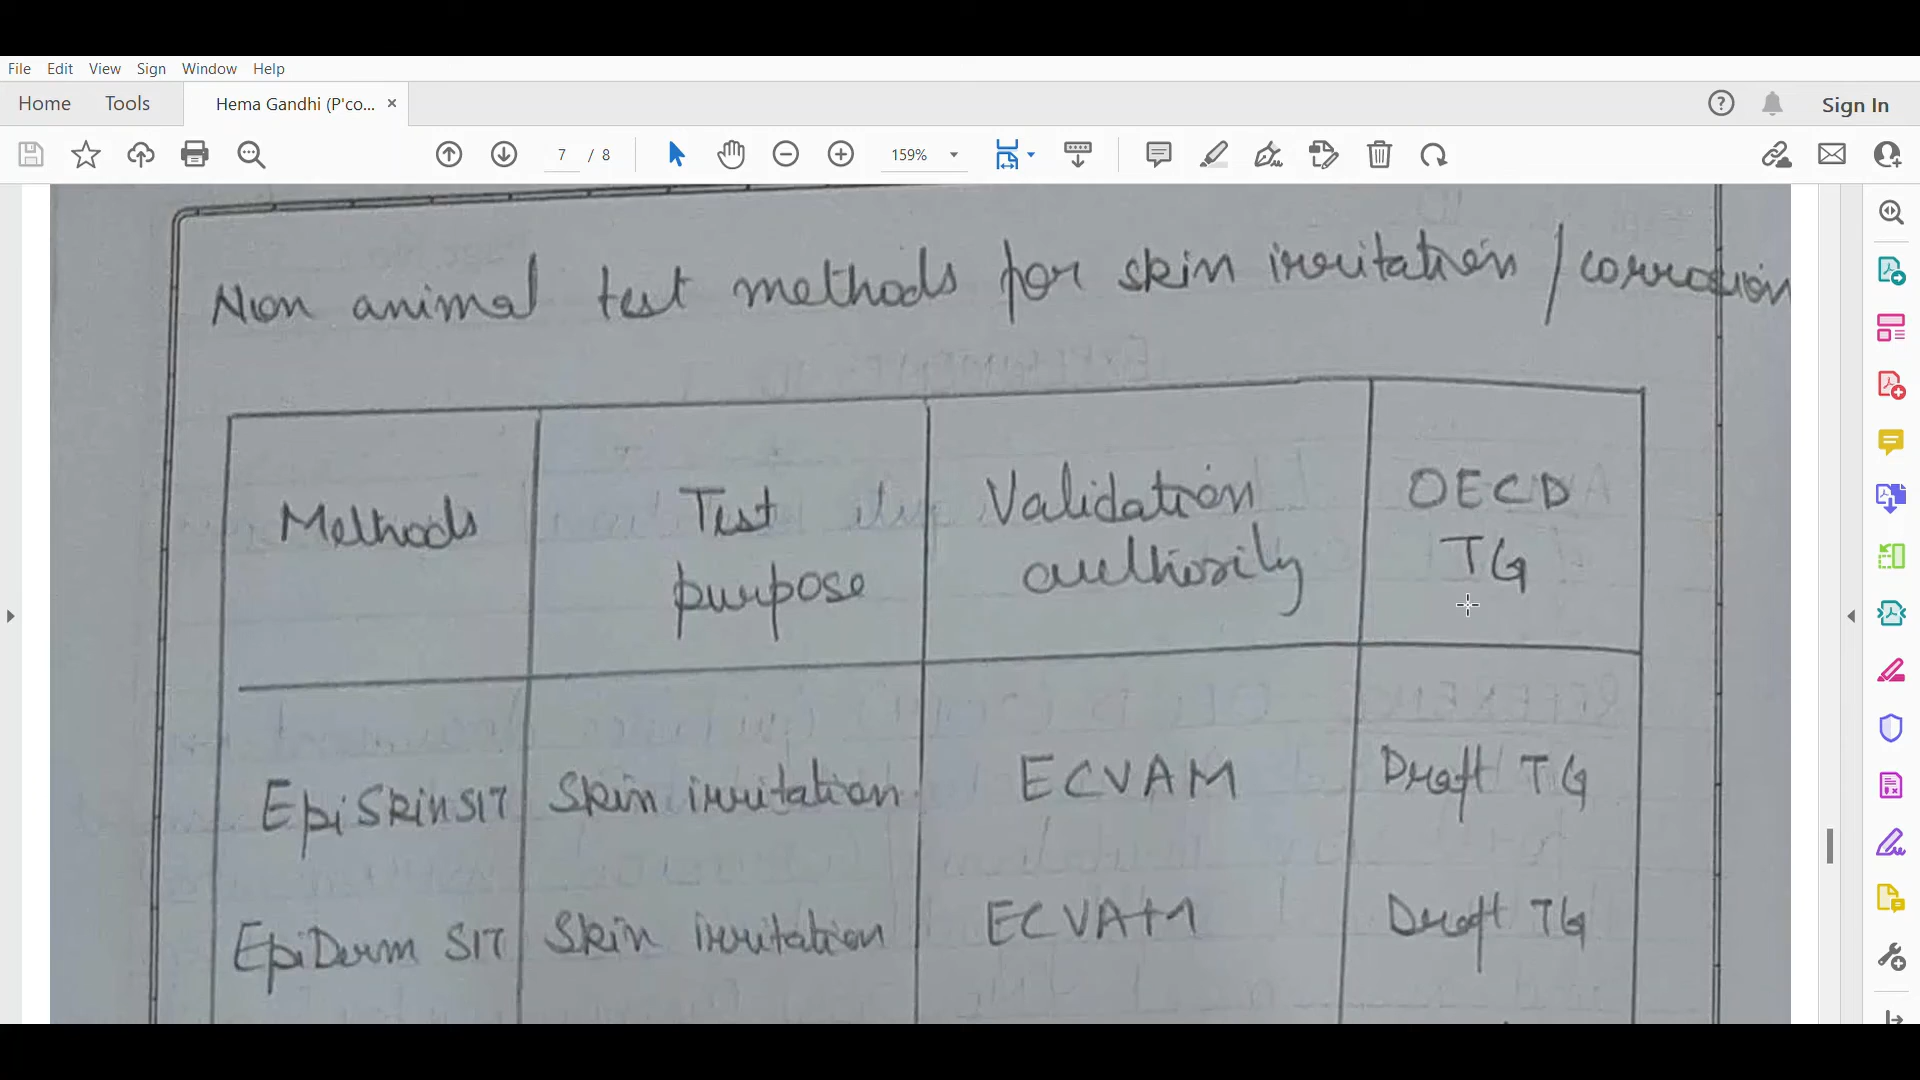 File Edit View Sign Window Help
Home Tools Hema Gandhi (P'co... × Sign In
7 / 8 159%
Non animal test methods for skin irritation / corrosion
Methods Test purpose Validation authority OECD TG
EpiSkin SIT Skin irritation ECVAM Draft TG
EpiDerm SIT Skin irritation ECVAM Draft TG